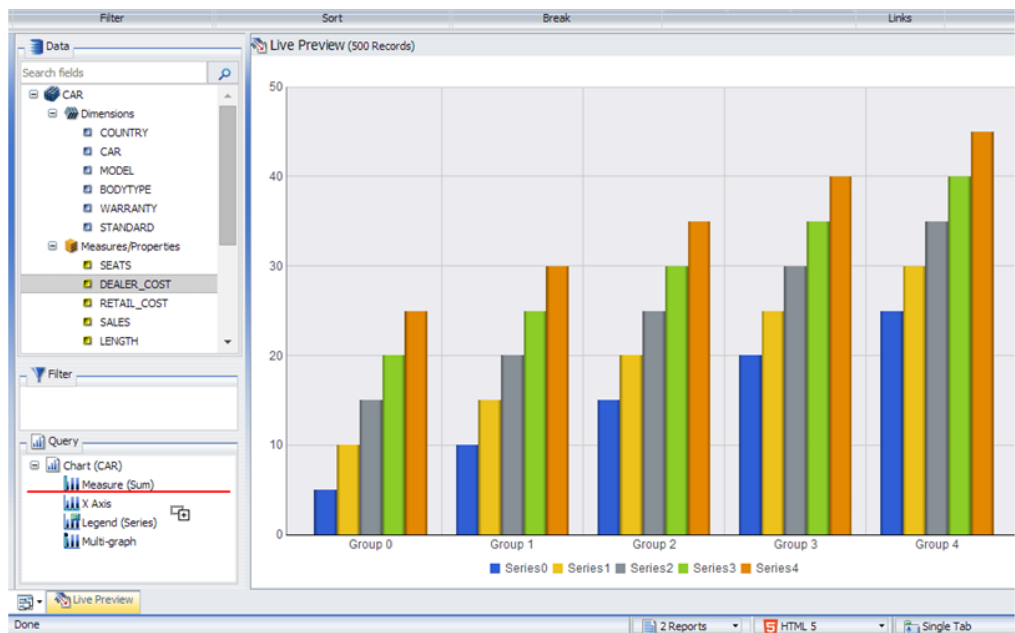 Filter Sort Break Links
Data
Search fields
CAR
Dimensions
COUNTRY
CAR
MODEL
BODYTYPE
WARRANTY
STANDARD
Measures/Properties
SEATS
DEALER_COST
RETAIL_COST
SALES
LENGTH
Filter
Query
Chart (CAR)
Measure (Sum)
X Axis
Legend (Series)
Multi-graph
Live Preview (500 Records)
50
40
30
20
10
0
Group 0 Group 1 Group 2 Group 3 Group 4
Series0 Series1 Series2 Series3 Series4
Live Preview
Done 2 Reports HTML 5 Single Tab